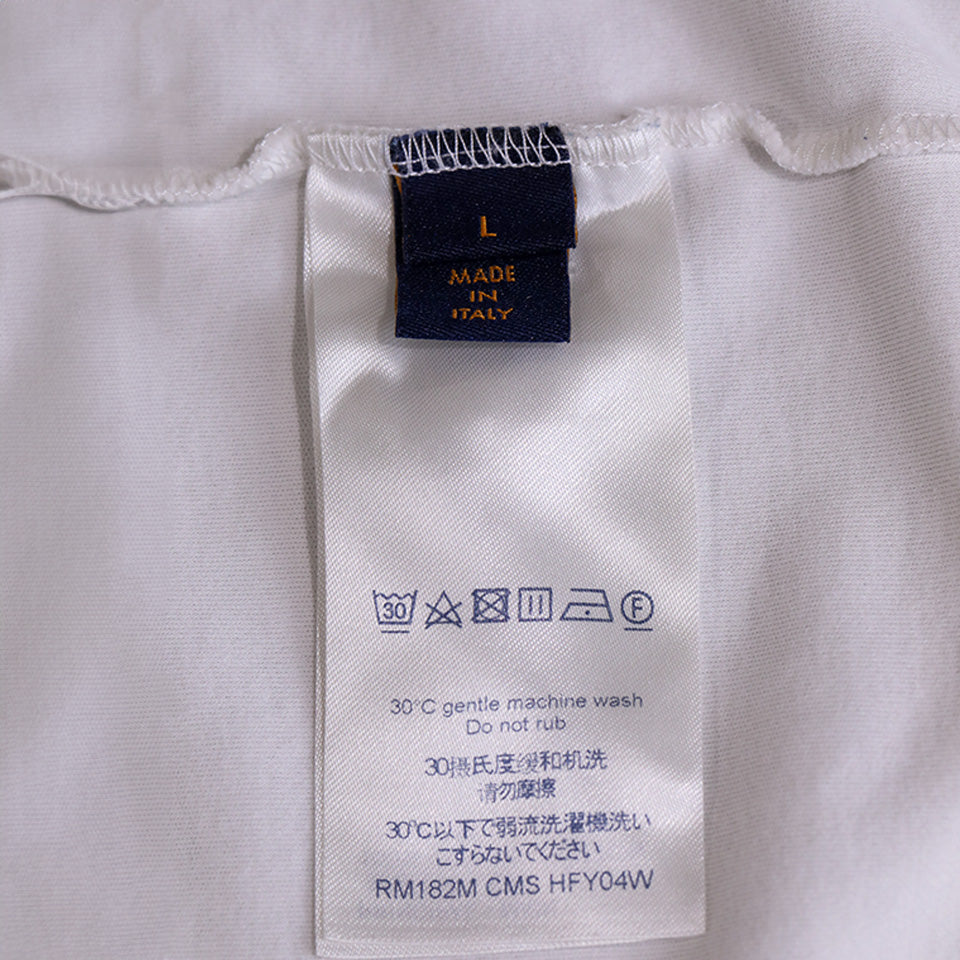 L
MADE
IN
ITALY
30
F
30°C gentle machine wash
Do not rub
30摄氏度缓和机洗
请勿摩擦
30°C以下で弱流洗濯機洗い
こすらないでください
RM182M CMS HFY04W